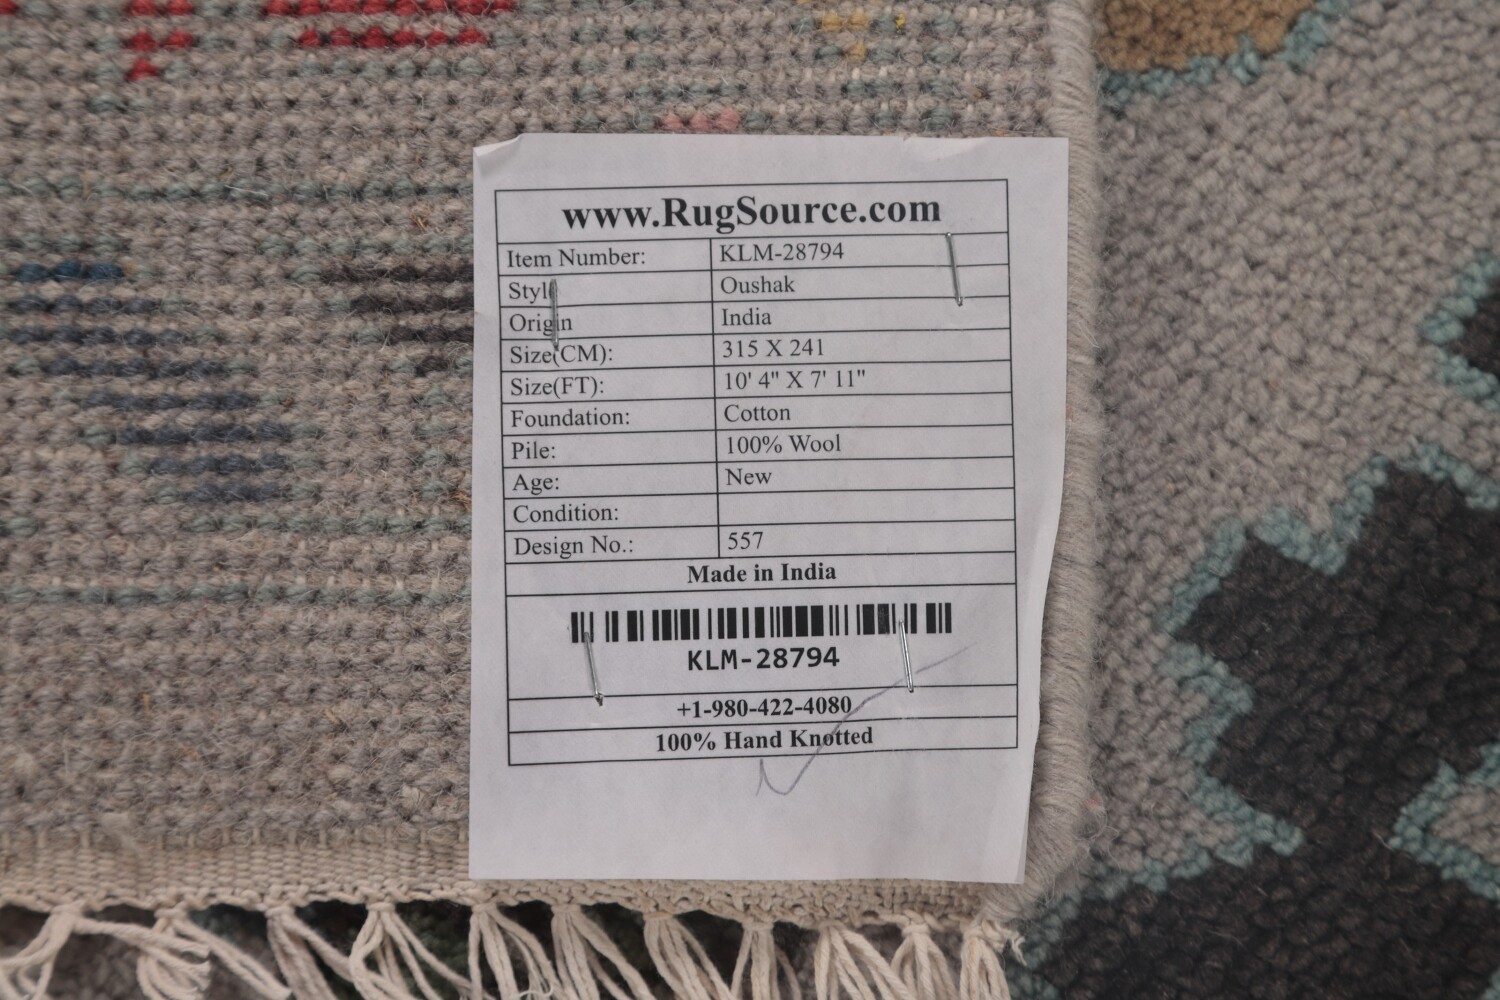 www.RugSource.com
Item Number: KLM-28794
Style Oushak
Origin India
Size(CM): 315 X 241
Size(FT): 10' 4" X 7' 11"
Foundation: Cotton
Pile: 100% Wool
Age: New
Condition:
Design No.: 557
Made in India
KLM-28794
+1-980-422-4080
100% Hand Knotted